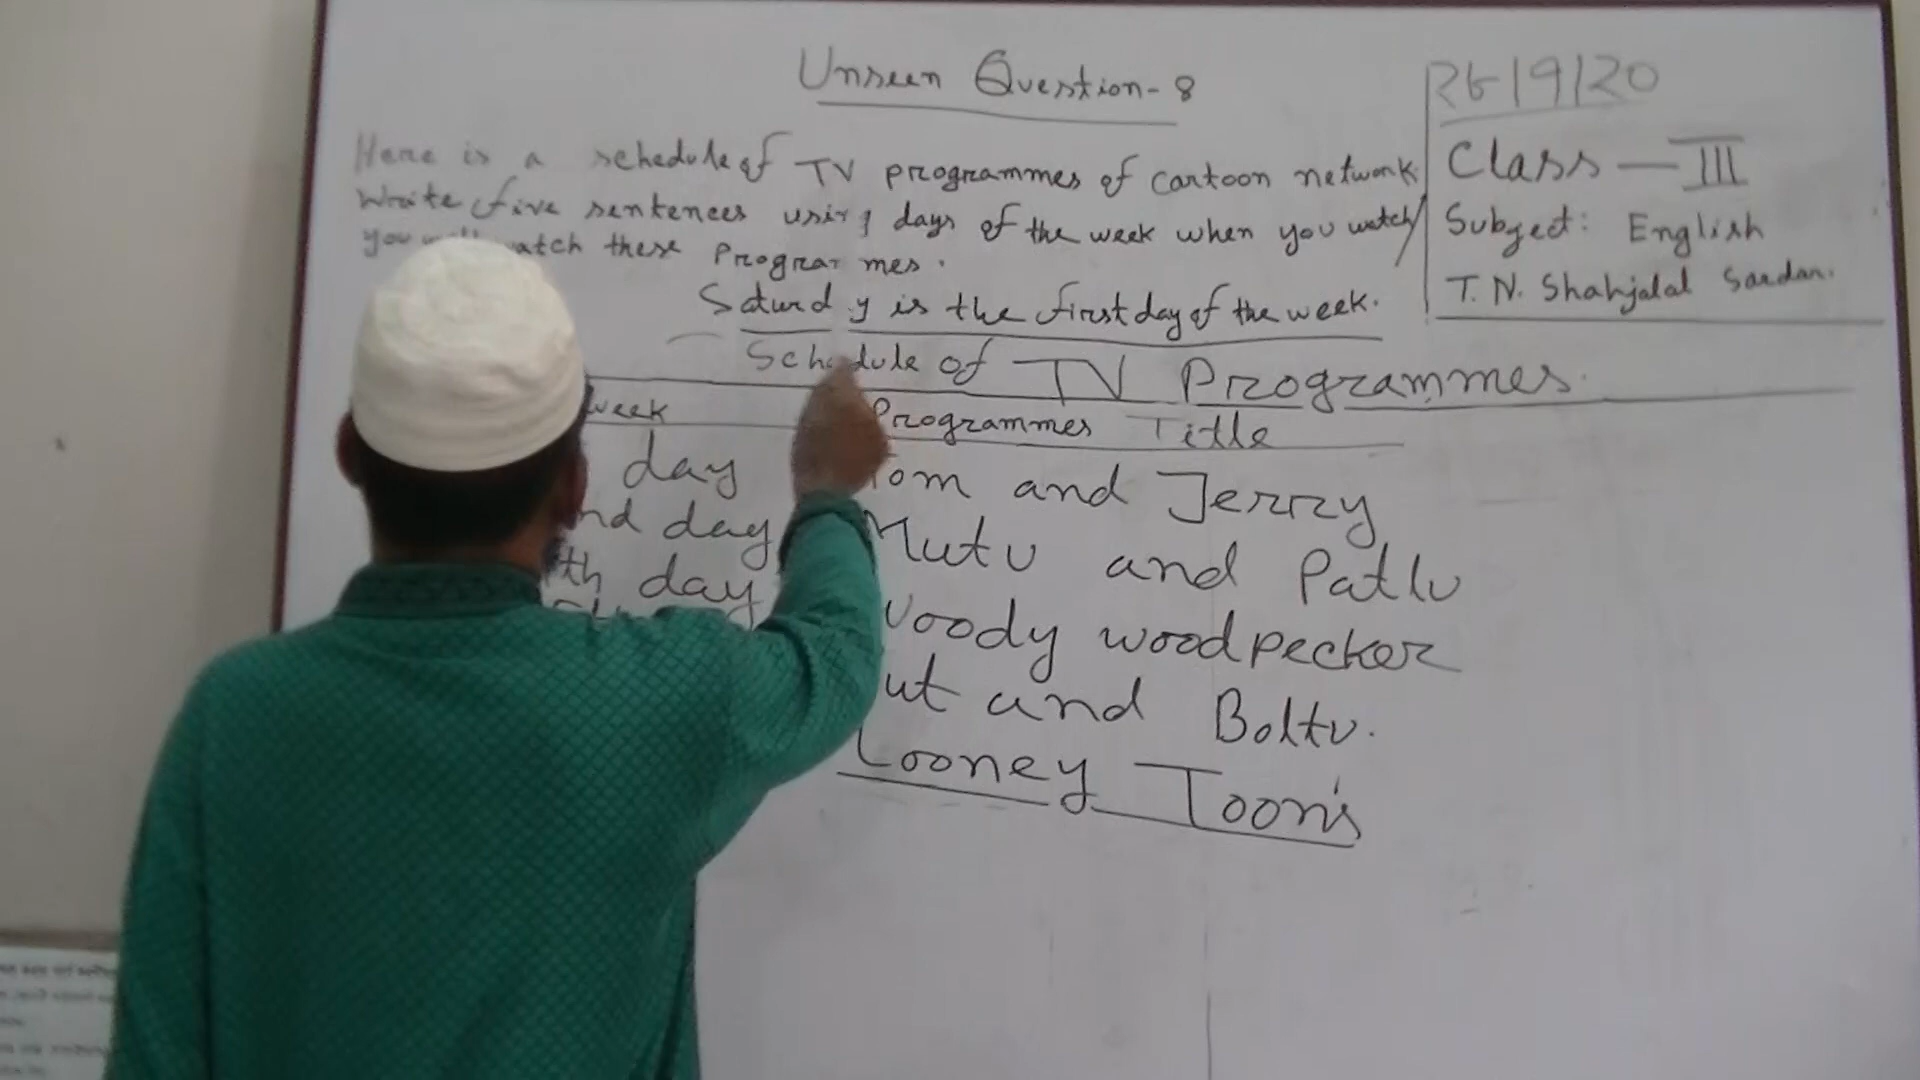 Unseen Question-8
26/9/20
Class-III
Subject: English
T.N. Shahjalal Sardar.
Here is a schedule of TV programmes of cartoon network
Write five sentences using days of the week when you watch/
you will watch these Programmes.
Saturday is the first day of the week.
Schedule of TV Programmes.
week Programmes Title
day Tom and Jerry
nd day Mutu and Patlu
th day woody woodpecker
ut and Boltu.
Looney Toon's